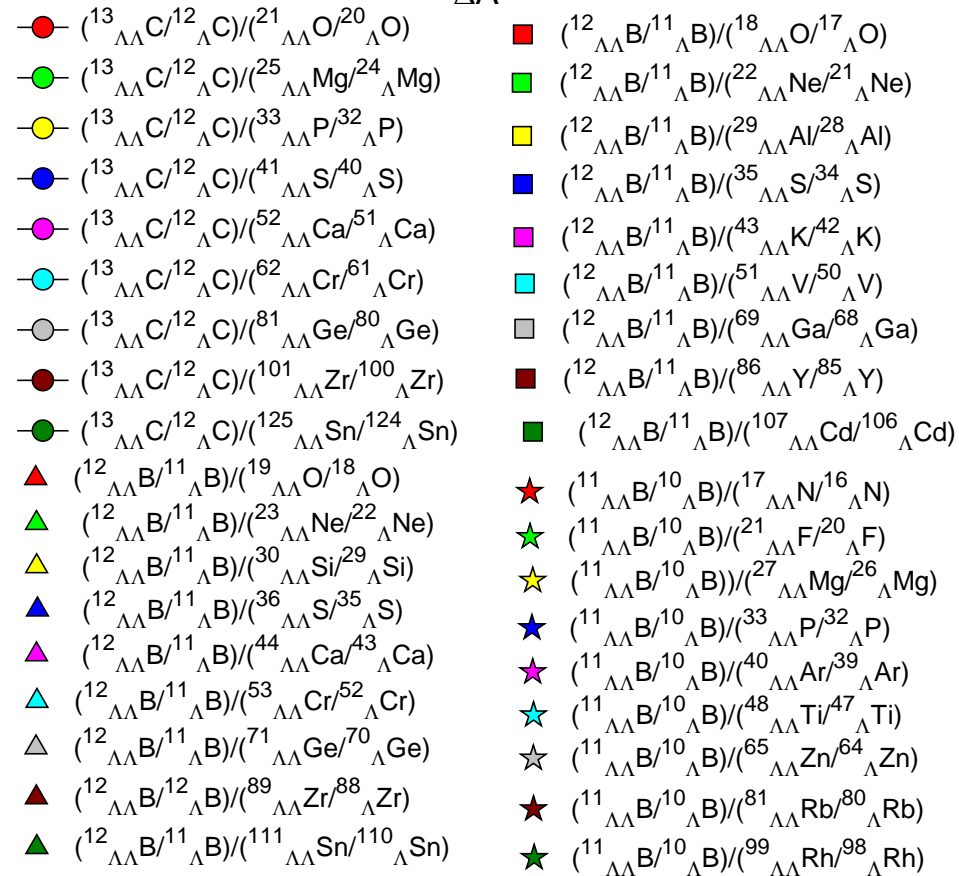 (¹³ΛΛC/¹²ΛC)/(²¹ΛΛO/²⁰ΛO)
(¹³ΛΛC/¹²ΛC)/(²⁵ΛΛMg/²⁴ΛMg)
(¹³ΛΛC/¹²ΛC)/(³³ΛΛP/³²ΛP)
(¹³ΛΛC/¹²ΛC)/(⁴¹ΛΛS/⁴⁰ΛS)
(¹³ΛΛC/¹²ΛC)/(⁵²ΛΛCa/⁵¹ΛCa)
(¹³ΛΛC/¹²ΛC)/(⁶²ΛΛCr/⁶¹ΛCr)
(¹³ΛΛC/¹²ΛC)/(⁸¹ΛΛGe/⁸⁰ΛGe)
(¹³ΛΛC/¹²ΛC)/(¹⁰¹ΛΛZr/¹⁰⁰ΛZr)
(¹³ΛΛC/¹²ΛC)/(¹²⁵ΛΛSn/¹²⁴ΛSn)
(¹²ΛΛB/¹¹ΛB)/(¹⁹ΛΛO/¹⁸ΛO)
(¹²ΛΛB/¹¹ΛB)/(²³ΛΛNe/²²ΛNe)
(¹²ΛΛB/¹¹ΛB)/(³⁰ΛΛSi/²⁹ΛSi)
(¹²ΛΛB/¹¹ΛB)/(³⁶ΛΛS/³⁵ΛS)
(¹²ΛΛB/¹¹ΛB)/(⁴⁴ΛΛCa/⁴³ΛCa)
(¹²ΛΛB/¹¹ΛB)/(⁵³ΛΛCr/⁵²ΛCr)
(¹²ΛΛB/¹¹ΛB)/(⁷¹ΛΛGe/⁷⁰ΛGe)
(¹²ΛΛB/¹²ΛB)/(⁸⁹ΛΛZr/⁸⁸ΛZr)
(¹²ΛΛB/¹¹ΛB)/(¹¹¹ΛΛSn/¹¹⁰ΛSn)
(¹²ΛΛB/¹¹ΛB)/(¹⁸ΛΛO/¹⁷ΛO)
(¹²ΛΛB/¹¹ΛB)/(²²ΛΛNe/²¹ΛNe)
(¹²ΛΛB/¹¹ΛB)/(²⁹ΛΛAl/²⁸ΛAl)
(¹²ΛΛB/¹¹ΛB)/(³⁵ΛΛS/³⁴ΛS)
(¹²ΛΛB/¹¹ΛB)/(⁴³ΛΛK/⁴²ΛK)
(¹²ΛΛB/¹¹ΛB)/(⁵¹ΛΛV/⁵⁰ΛV)
(¹²ΛΛB/¹¹ΛB)/(⁶⁹ΛΛGa/⁶⁸ΛGa)
(¹²ΛΛB/¹¹ΛB)/(⁸⁶ΛΛY/⁸⁵ΛY)
(¹²ΛΛB/¹¹ΛB)/(¹⁰⁷ΛΛCd/¹⁰⁶ΛCd)
(¹¹ΛΛB/¹⁰ΛB)/(¹⁷ΛΛN/¹⁶ΛN)
(¹¹ΛΛB/¹⁰ΛB)/(²¹ΛΛF/²⁰ΛF)
(¹¹ΛΛB/¹⁰ΛB))/(²⁷ΛΛMg/²⁶ΛMg)
(¹¹ΛΛB/¹⁰ΛB)/(³³ΛΛP/³²ΛP)
(¹¹ΛΛB/¹⁰ΛB)/(⁴⁰ΛΛAr/³⁹ΛAr)
(¹¹ΛΛB/¹⁰ΛB)/(⁴⁸ΛΛTi/⁴⁷ΛTi)
(¹¹ΛΛB/¹⁰ΛB)/(⁶⁵ΛΛZn/⁶⁴ΛZn)
(¹¹ΛΛB/¹⁰ΛB)/(⁸¹ΛΛRb/⁸⁰ΛRb)
(¹¹ΛΛB/¹⁰ΛB)/(⁹⁹ΛΛRh/⁹⁸ΛRh)